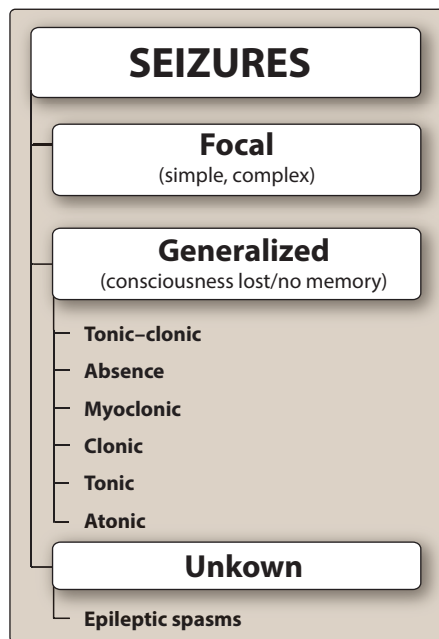 SEIZURES
Focal
(simple, complex)
Generalized
(consciousness lost/no memory)
Tonic–clonic
Absence
Myoclonic
Clonic
Tonic
Atonic
Unkown
Epileptic spasms